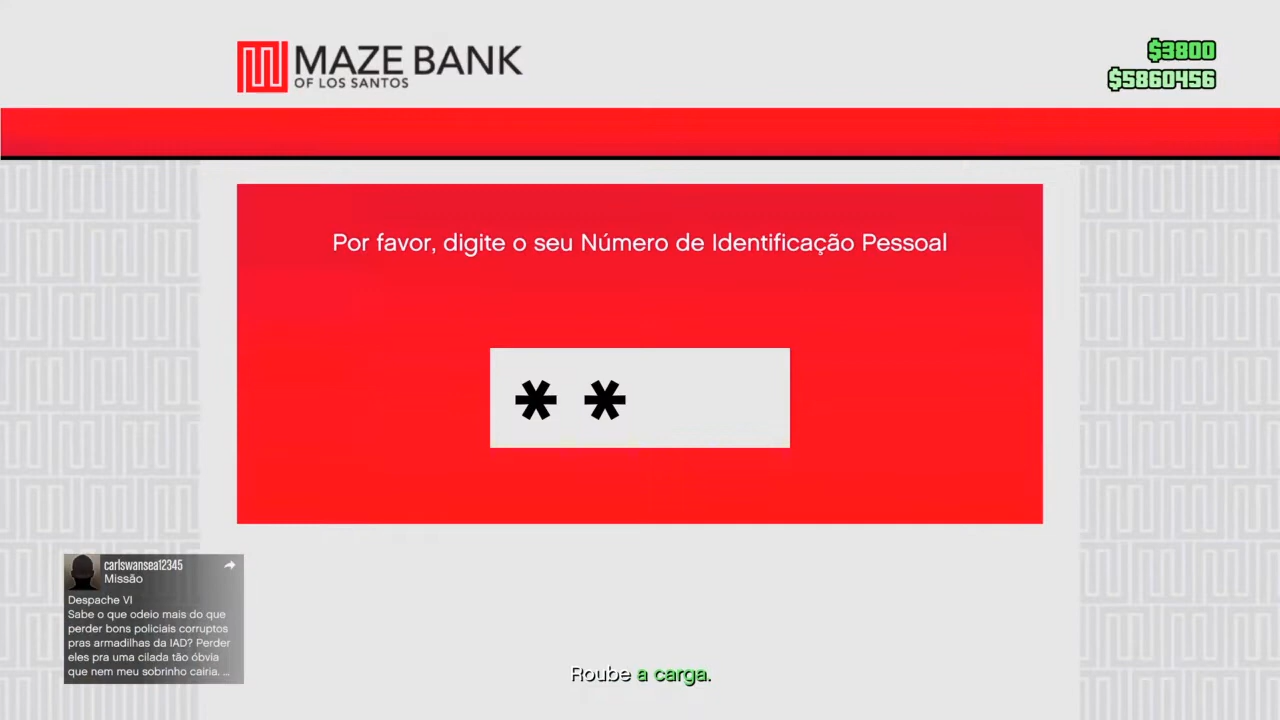 MAZE BANK
OF LOS SANTOS
$3800
$5860456
Por favor, digite o seu Número de Identificação Pessoal
* *
carlswansea12345
Missão
Despache VI
Sabe o que odeio mais do que
perder bons policiais corruptos
pras armadilhas da IAD? Perder
eles pra uma cilada tão óbvia
que nem meu sobrinho cairia. ...
Roube a carga.